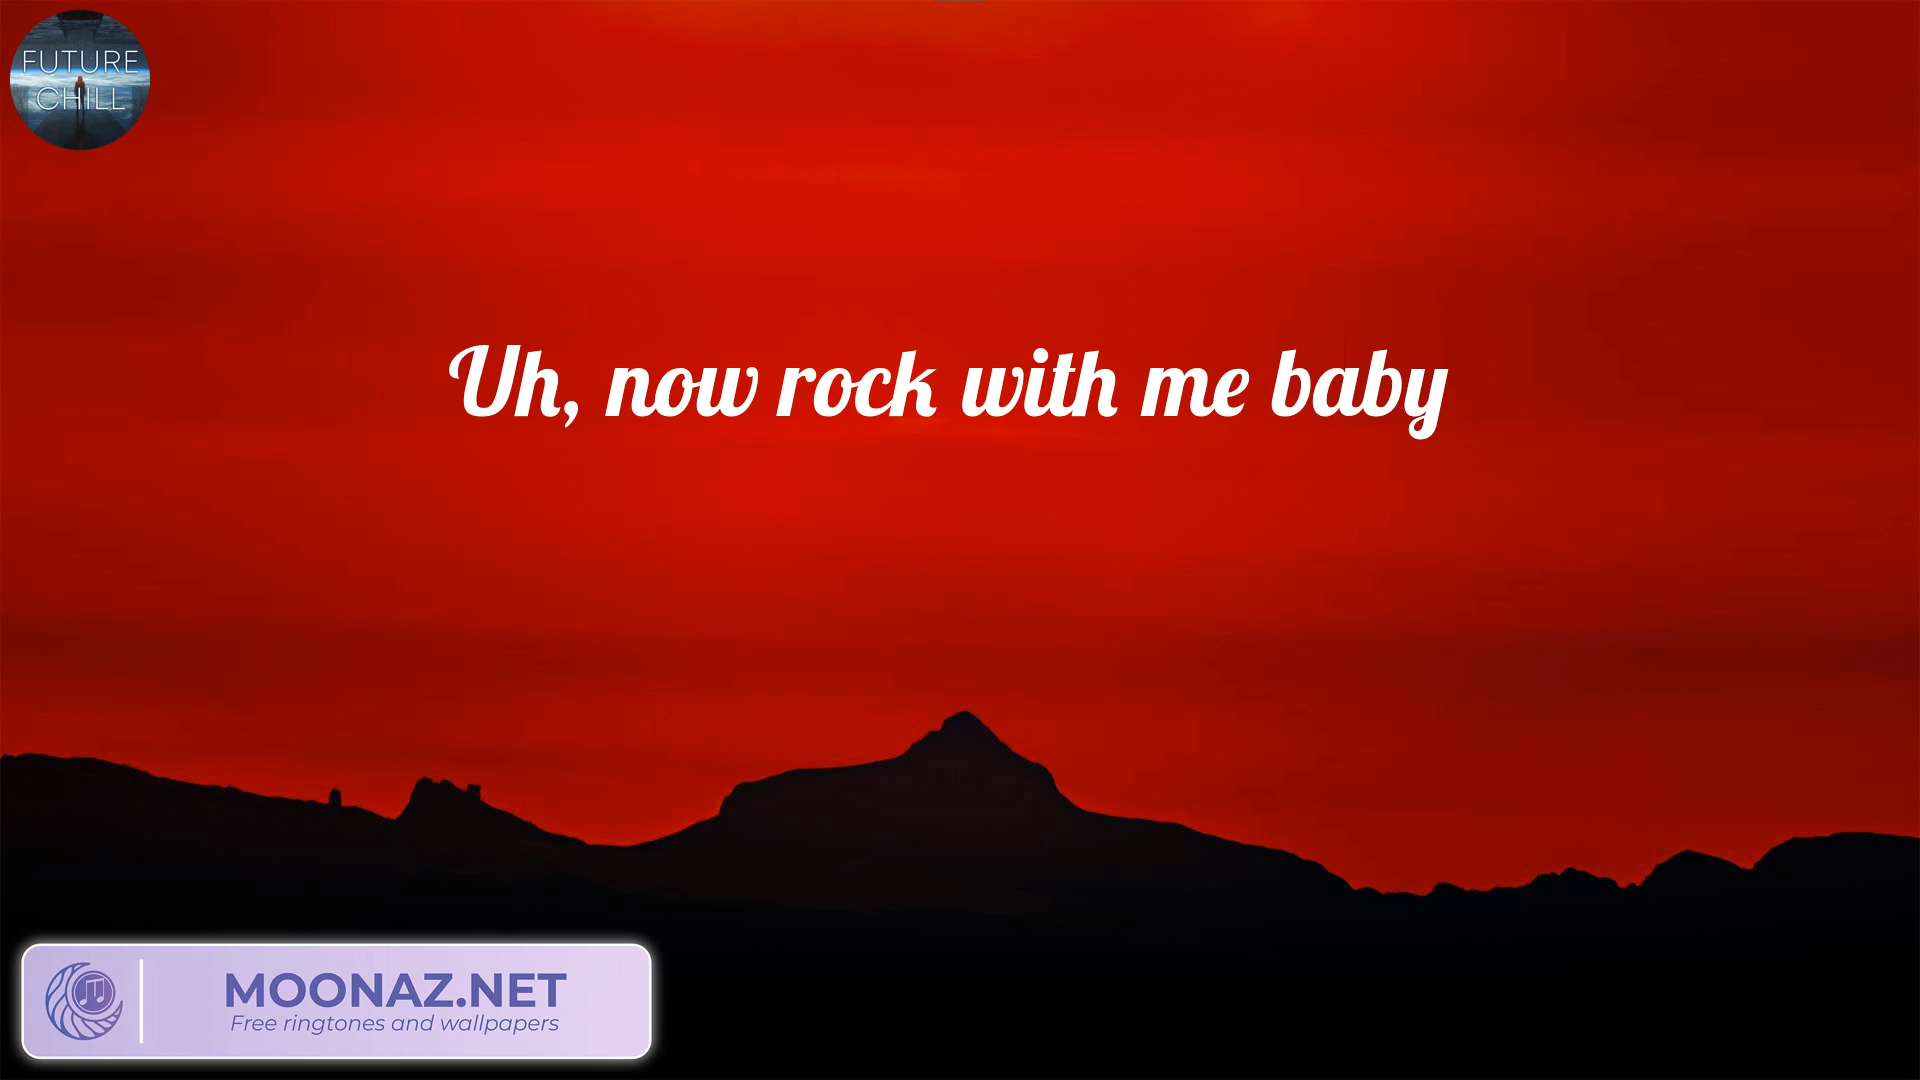 FUTURE
CHILL
Uh, now rock with me baby
MOONAZ.NET
Free ringtones and wallpapers